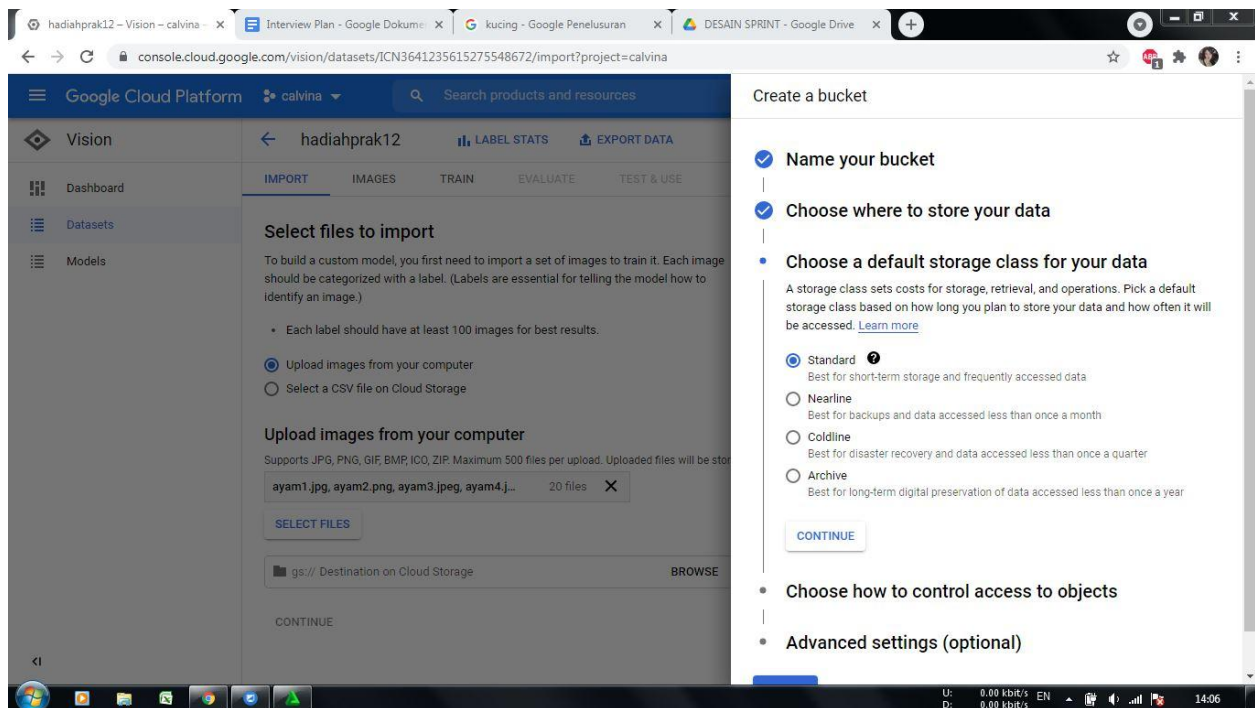 hadiahprak12 – Vision – calvina –
Interview Plan - Google Dokume
kucing - Google Penelusuran
DESAIN SPRINT - Google Drive
console.cloud.google.com/vision/datasets/ICN3641235615275548672/import?project=calvina
ABP
1
Google Cloud Platform
calvina
Search products and resources
Vision
hadiahprak12
LABEL STATS
EXPORT DATA
Dashboard
Datasets
Models
IMPORT
IMAGES
TRAIN
EVALUATE
TEST & USE
Select files to import
To build a custom model, you first need to import a set of images to train it. Each image
should be categorized with a label. (Labels are essential for telling the model how to
identify an image.)
• Each label should have at least 100 images for best results.
Upload images from your computer
Select a CSV file on Cloud Storage
Upload images from your computer
Supports JPG, PNG, GIF, BMP, ICO, ZIP. Maximum 500 files per upload. Uploaded files will be stor
ayam1.jpg, ayam2.png, ayam3.jpeg, ayam4.j...
20 files
SELECT FILES
gs:// Destination on Cloud Storage
BROWSE
CONTINUE
Create a bucket
Name your bucket
Choose where to store your data
Choose a default storage class for your data
A storage class sets costs for storage, retrieval, and operations. Pick a default
storage class based on how long you plan to store your data and how often it will
be accessed. Learn more
Standard
Best for short-term storage and frequently accessed data
Nearline
Best for backups and data accessed less than once a month
Coldline
Best for disaster recovery and data accessed less than once a quarter
Archive
Best for long-term digital preservation of data accessed less than once a year
CONTINUE
Choose how to control access to objects
Advanced settings (optional)
U: 0.00 kbit/s
D: 0.00 kbit/s
EN
14:06